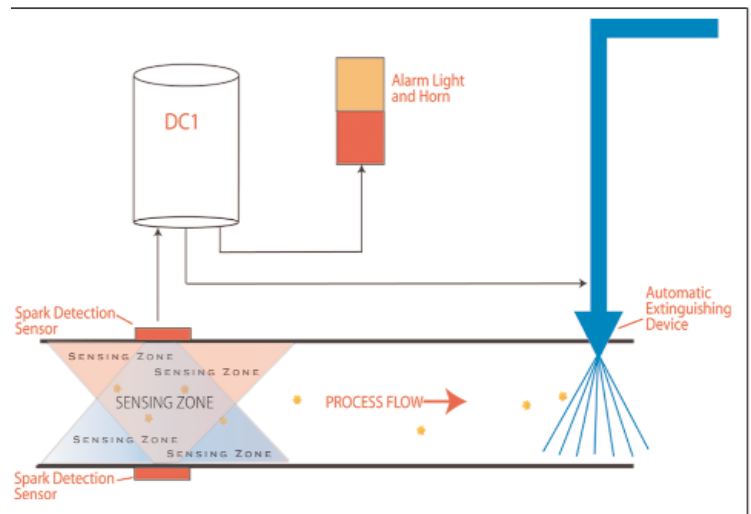 DC1
Alarm Light
and Horn
Automatic
Extinguishing
Device
Spark Detection
Sensor
SENSING ZONE
SENSING ZONE
SENSING ZONE
PROCESS FLOW
SENSING ZONE
SENSING ZONE
Spark Detection
Sensor